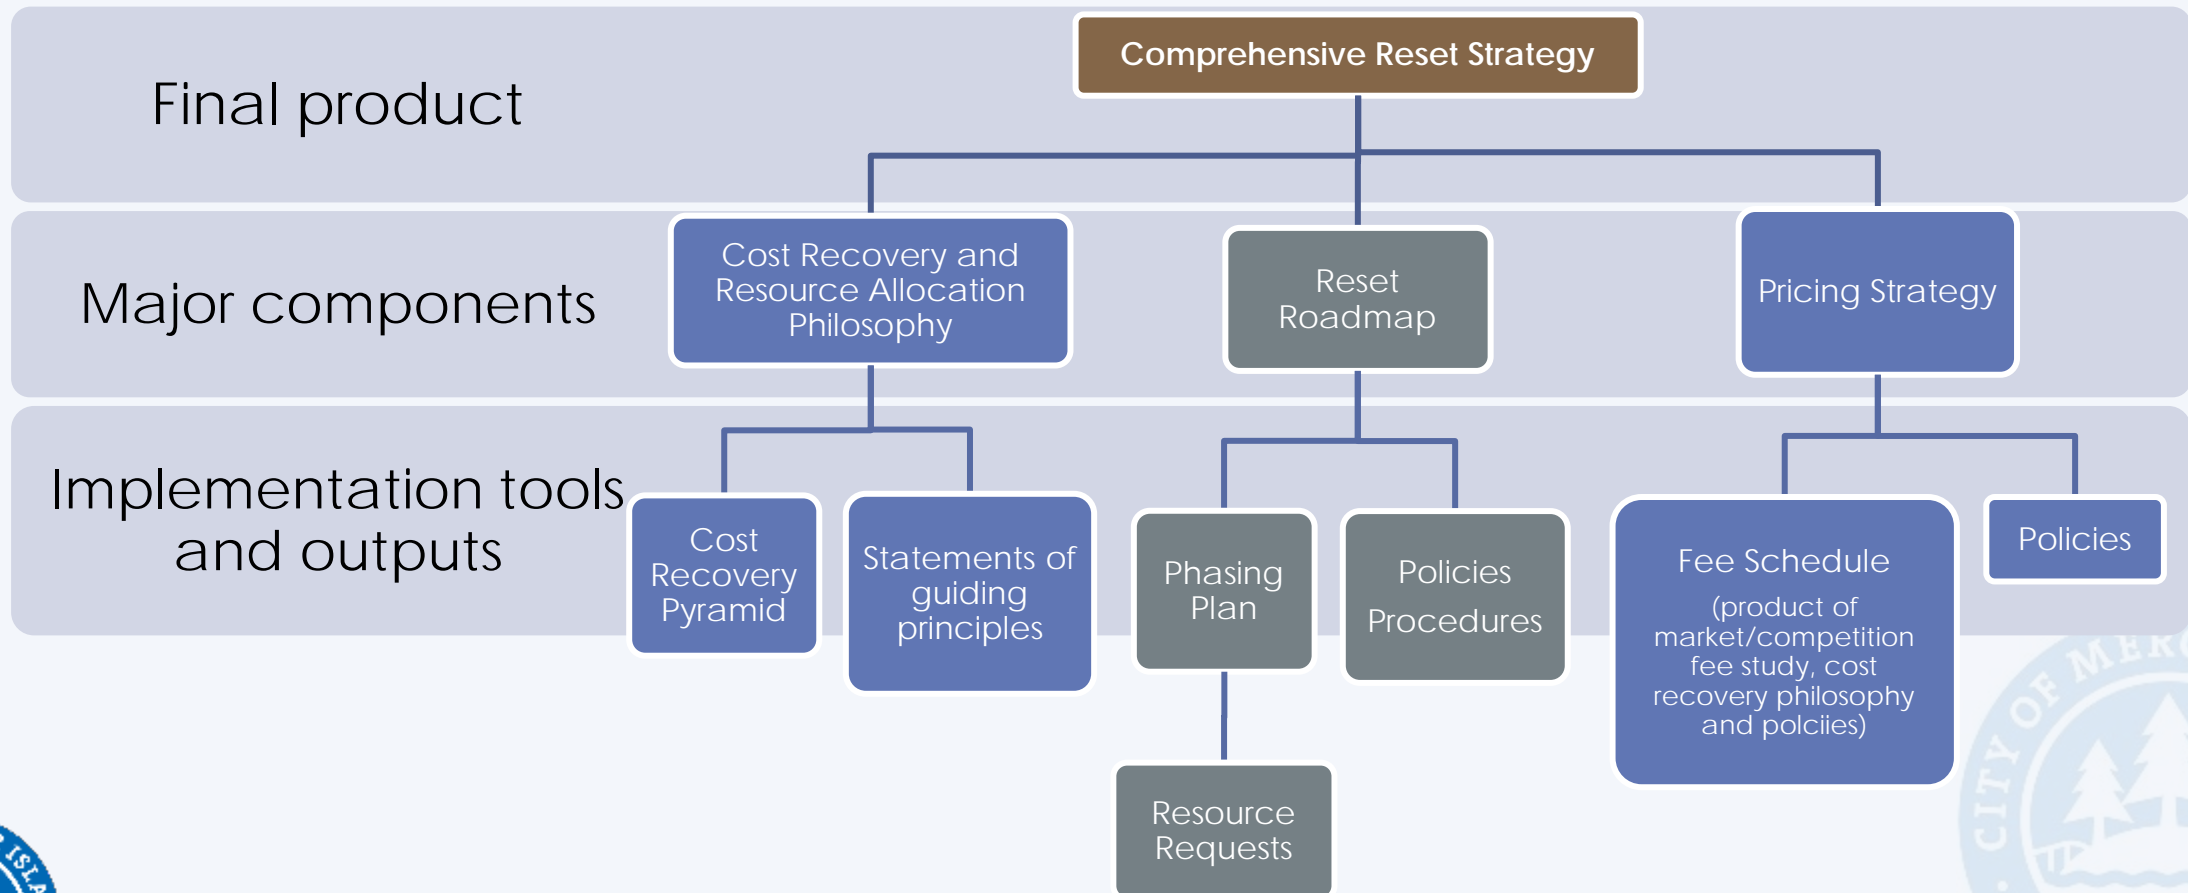 Comprehensive Reset Strategy
Final product
Major components
Cost Recovery and
Resource Allocation
Philosophy
Reset
Roadmap
Pricing Strategy
Implementation tools
and outputs
Cost
Recovery
Pyramid
Statements of
guiding
principles
Phasing
Plan
Policies
Procedures
Fee Schedule
(product of
market/competition
fee study, cost
recovery philosophy
and polciies)
Policies
Resource
Requests
CITY OF MERC